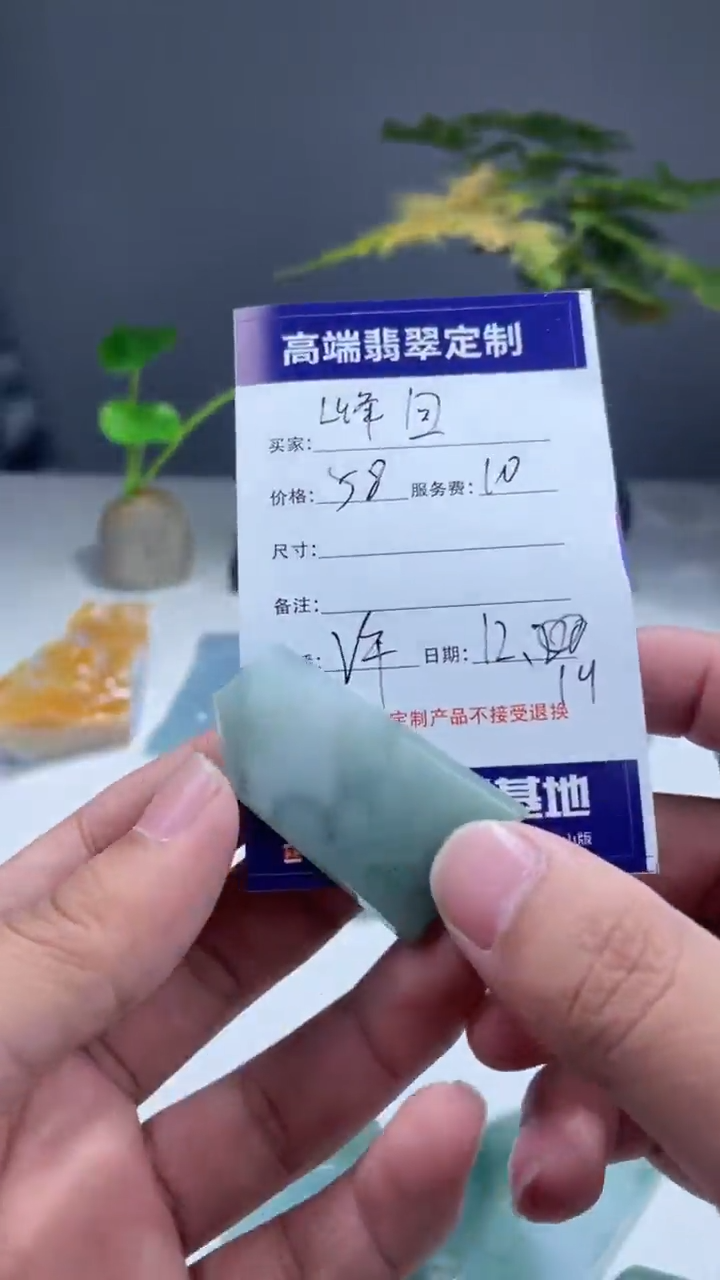 高端翡翠定制
买家: 峰回
价格: 58 服务费: 10
尺寸:
备注:
日期: 12、14
定制产品不接受退换
基地
版